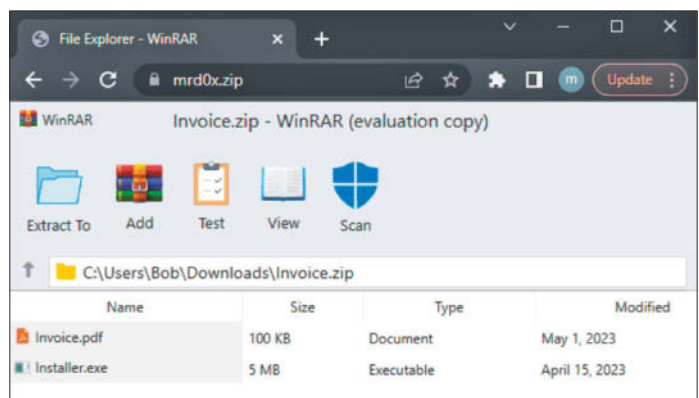 File Explorer - WinRAR
mrd0x.zip
m
Update
WinRAR
Invoice.zip - WinRAR (evaluation copy)
Extract To Add Test View Scan
C:\Users\Bob\Downloads\Invoice.zip
Name Size Type Modified
Invoice.pdf 100 KB Document May 1, 2023
Installer.exe 5 MB Executable April 15, 2023